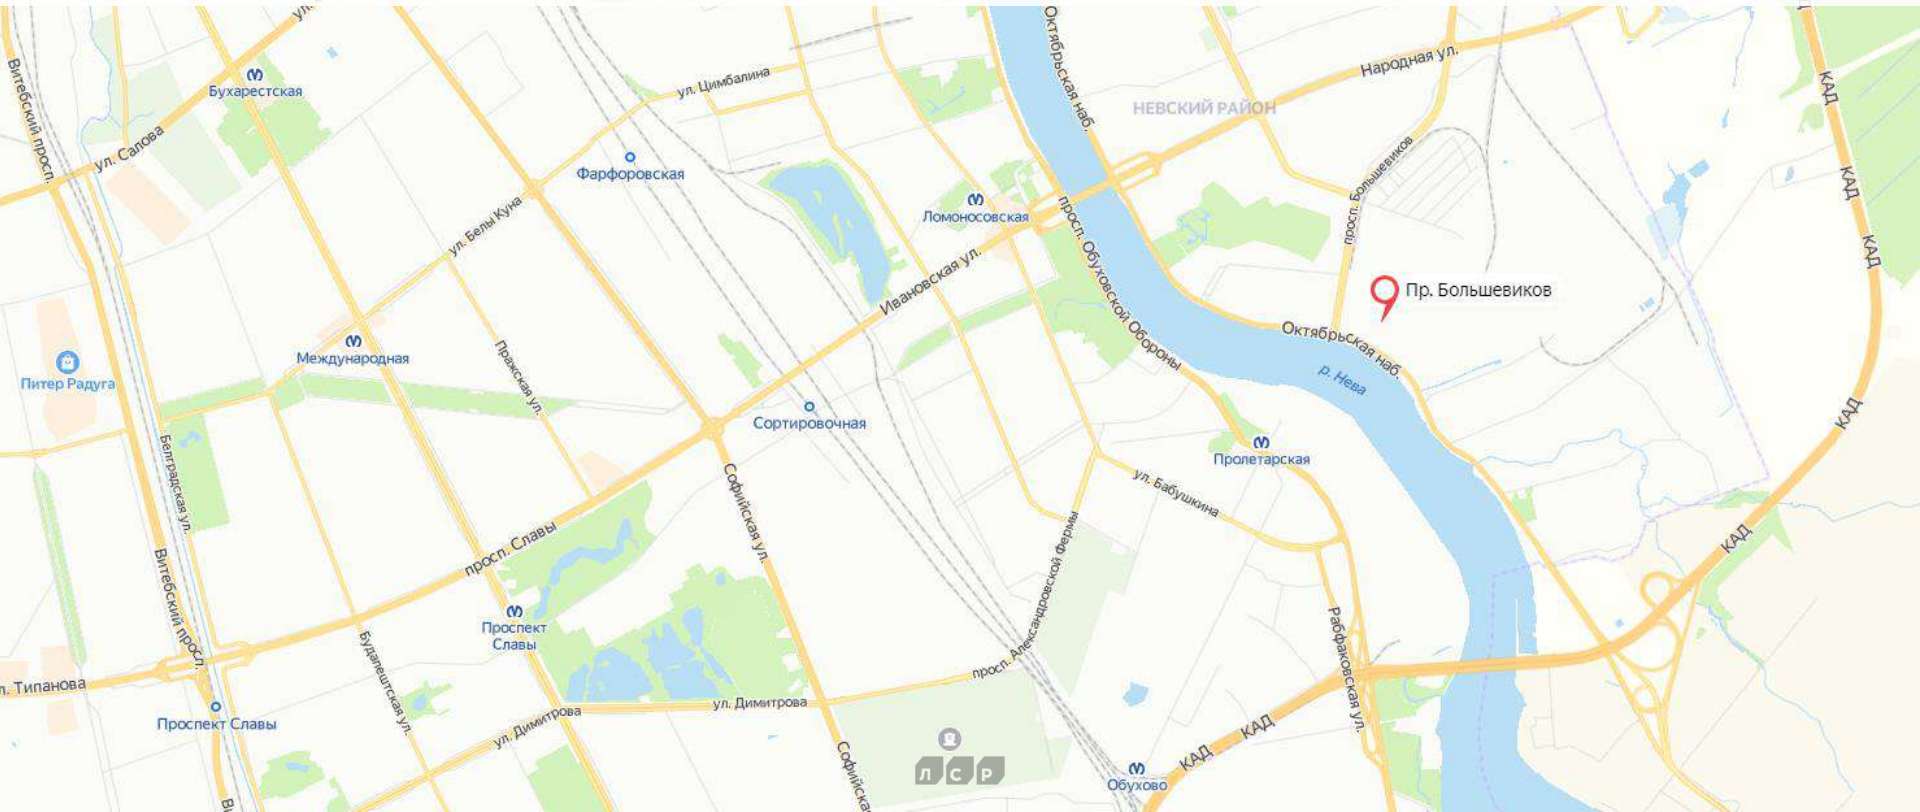 Витебский просп.
ул.
Бухарестская
ул. Салова
ул. Белы Куна
ул. Цимбалина
Фарфоровская
Ломоносовская
Октябрьская наб.
НЕВСКИЙ РАЙОН
Народная ул.
просп. Большевиков
КАД
КАД
КАД
Пр. Большевиков
Питер Радуга
Международная
Пражская ул.
Ивановская ул.
просп. Обуховской Обороны
Октябрьская наб.
р. Нева
Сортировочная
Белградская ул.
Софийская ул.
Пролетарская
ул. Бабушкина
КАД
КАД
просп. Славы
Витебский просп.
Проспект
Славы
Будапештская ул.
просп. Александровской Фермы
Рабфаковская ул.
л. Типанова
Проспект Славы
ул. Димитрова
ул. Димитрова
Софийская
ЛСР
Обухово
КАД
КАД